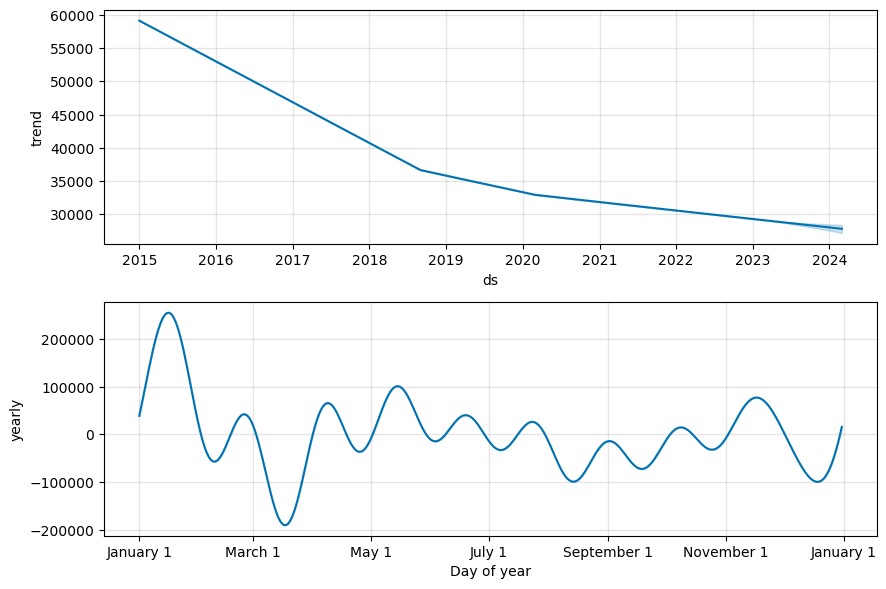 60000
55000
50000
45000
40000
35000
30000
trend
2015 2016 2017 2018 2019 2020 2021 2022 2023 2024
ds
200000
100000
0
−100000
−200000
yearly
January 1 March 1 May 1 July 1 September 1 November 1 January 1
Day of year